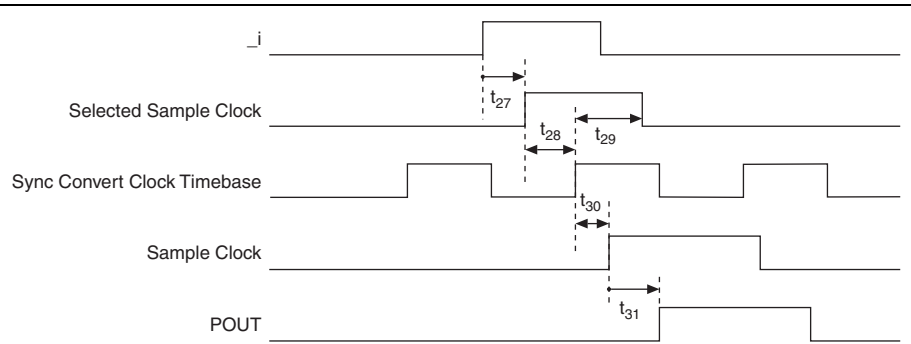 _i
t27
Selected Sample Clock
t28
t29
Sync Convert Clock Timebase
t30
Sample Clock
t31
POUT